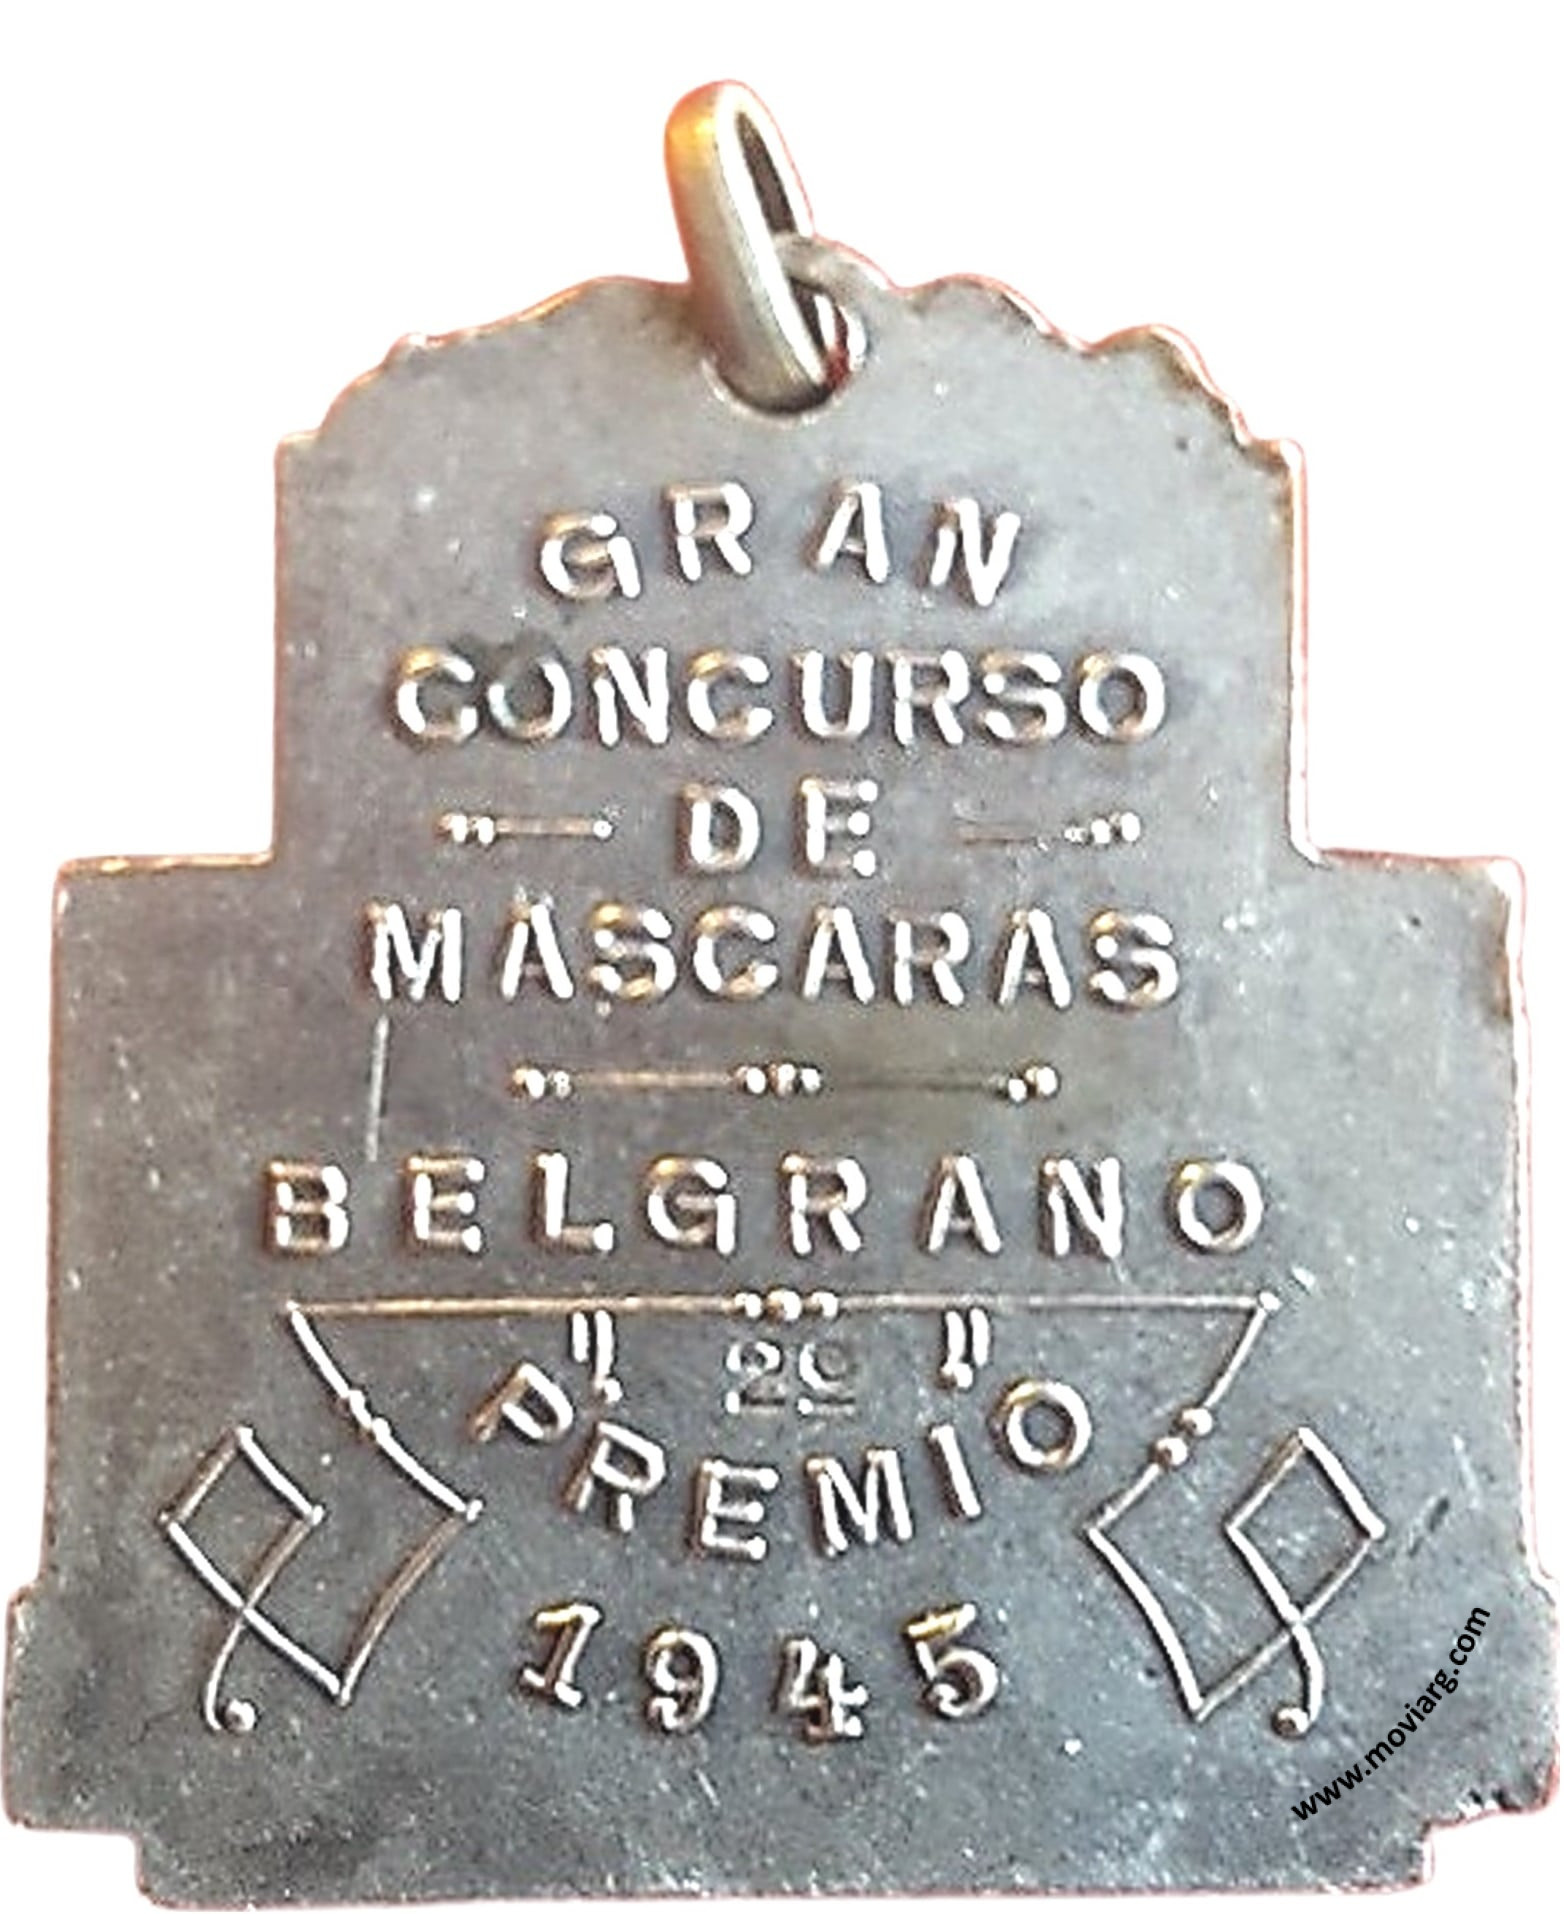 GRAN
CONCURSO
DE
MASCARAS
BELGRANO
2º
PREMIO
1945
www.moviarg.com